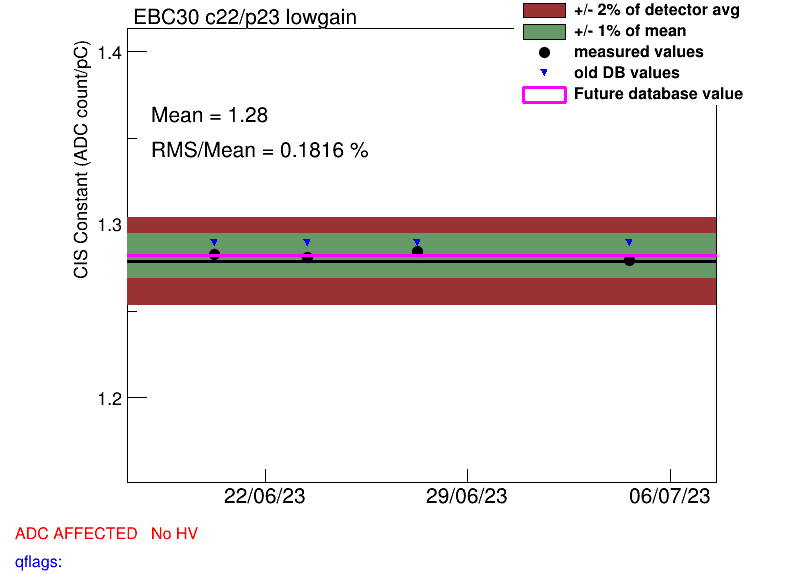 EBC30 c22/p23 lowgain
+/- 2% of detector avg
+/- 1% of mean
measured values
old DB values
Future database value
CIS Constant (ADC count/pC)
1.4
Mean = 1.28
RMS/Mean = 0.1816 %
1.3
1.2
22/06/23
29/06/23
06/07/23
ADC AFFECTED No HV
qflags: